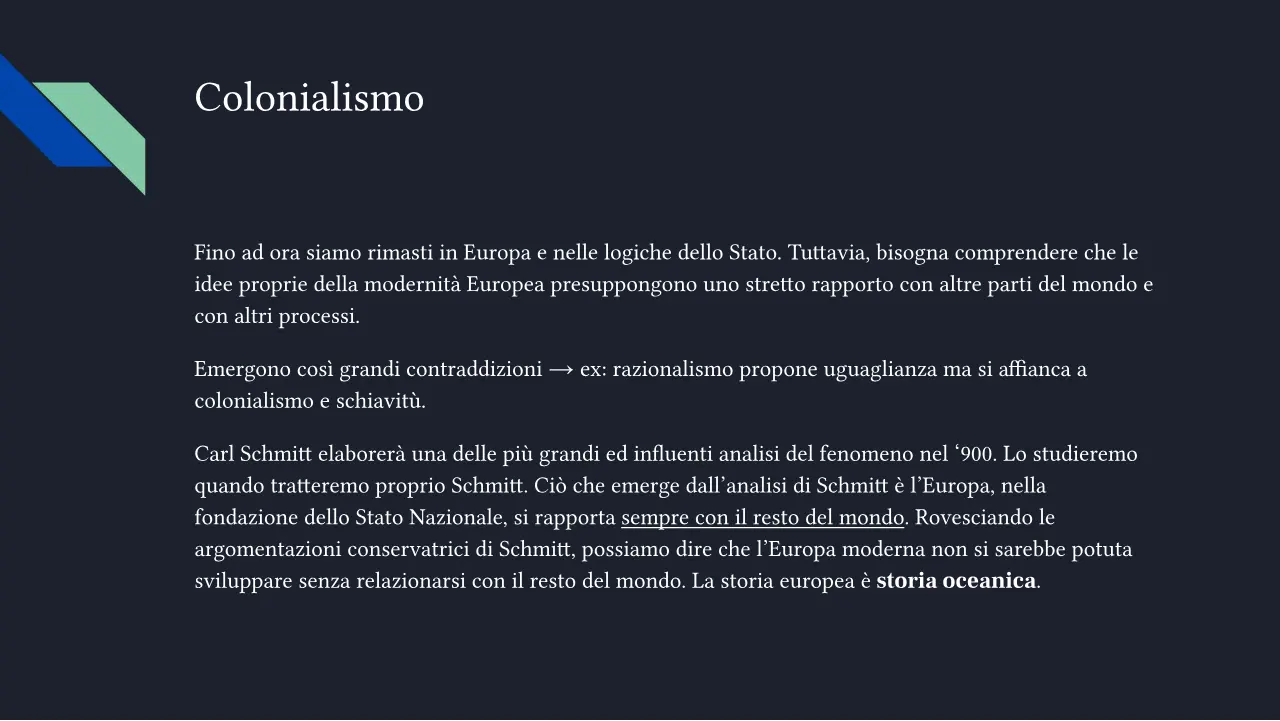 Colonialismo
Fino ad ora siamo rimasti in Europa e nelle logiche dello Stato. Tuttavia, bisogna comprendere che le
idee proprie della modernità Europea presuppongono uno stretto rapporto con altre parti del mondo e
con altri processi.
Emergono così grandi contraddizioni → ex: razionalismo propone uguaglianza ma si affianca a
colonialismo e schiavitù.
Carl Schmitt elaborerà una delle più grandi ed influenti analisi del fenomeno nel ‘900. Lo studieremo
quando tratteremo proprio Schmitt. Ciò che emerge dall’analisi di Schmitt è l’Europa, nella
fondazione dello Stato Nazionale, si rapporta sempre con il resto del mondo. Rovesciando le
argomentazioni conservatrici di Schmitt, possiamo dire che l’Europa moderna non si sarebbe potuta
sviluppare senza relazionarsi con il resto del mondo. La storia europea è storia oceanica.